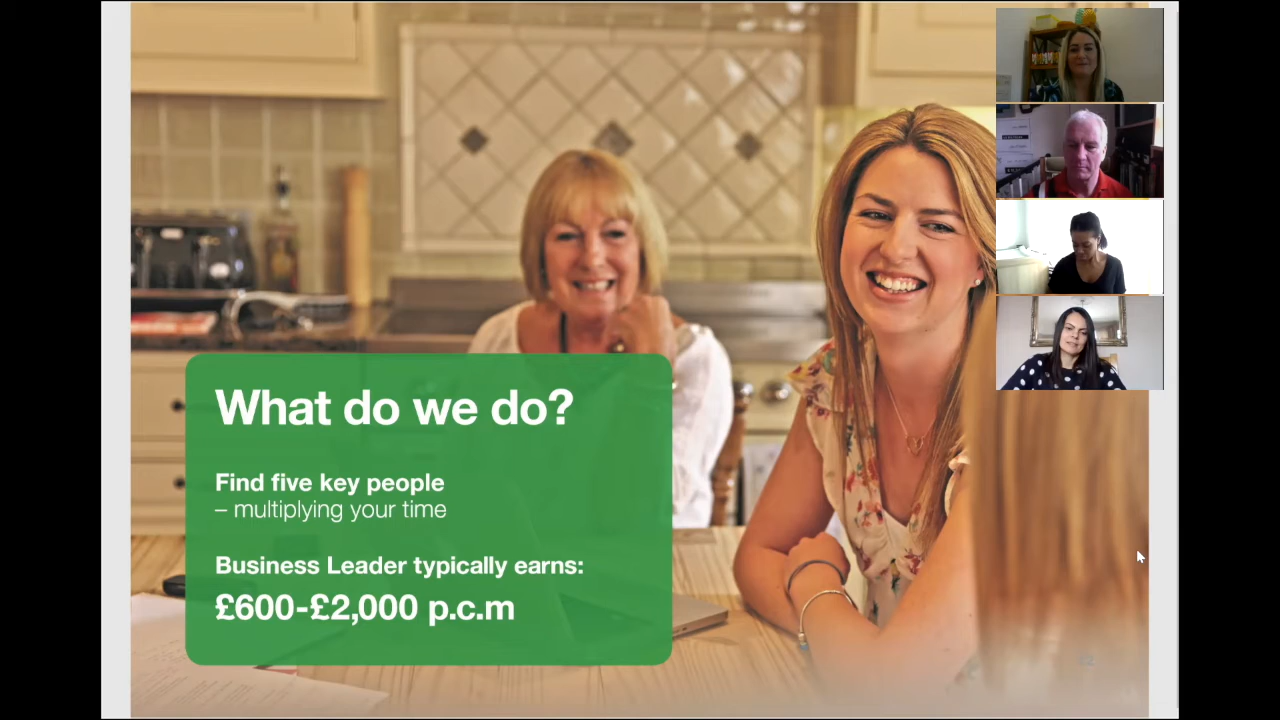 What do we do?
Find five key people
– multiplying your time
Business Leader typically earns:
£600-£2,000 p.c.m